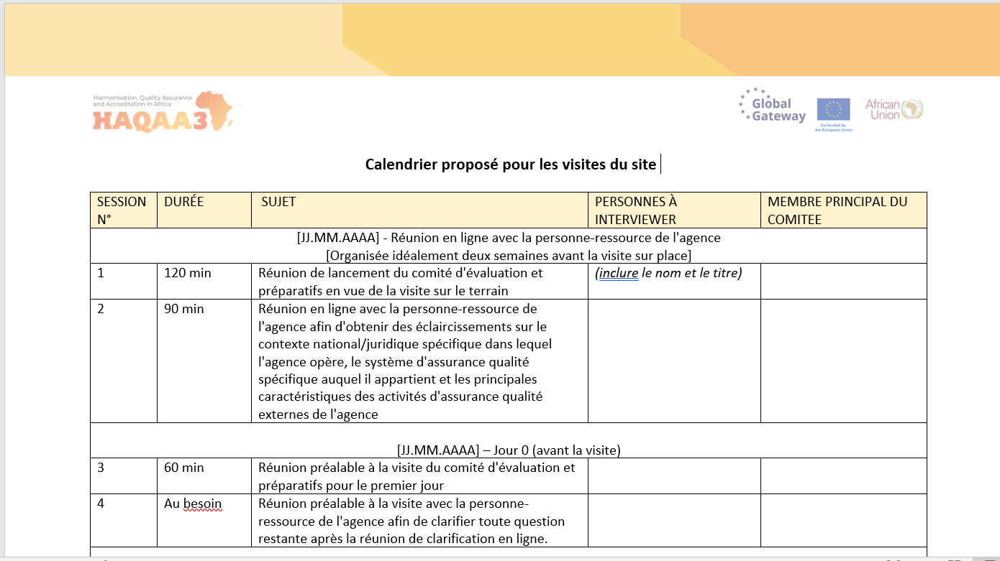 Harmonisation, Quality Assurance
and Accreditation in Africa
HAQAA3
Global
Gateway
Co-funded by
the European Union
African
Union
Calendrier proposé pour les visites du site
SESSION
N°
DURÉE
SUJET
PERSONNES À
INTERVIEWER
MEMBRE PRINCIPAL DU
COMITEE
[JJ.MM.AAAA] - Réunion en ligne avec la personne-ressource de l'agence
[Organisée idéalement deux semaines avant la visite sur place]
1
120 min
Réunion de lancement du comité d'évaluation et
préparatifs en vue de la visite sur le terrain
(inclure le nom et le titre)
2
90 min
Réunion en ligne avec la personne-ressource de
l'agence afin d'obtenir des éclaircissements sur le
contexte national/juridique spécifique dans lequel
l'agence opère, le système d'assurance qualité
spécifique auquel il appartient et les principales
caractéristiques des activités d'assurance qualité
externes de l'agence
[JJ.MM.AAAA] – Jour 0 (avant la visite)
3
60 min
Réunion préalable à la visite du comité d'évaluation et
préparatifs pour le premier jour
4
Au besoin
Réunion préalable à la visite avec la personne-
ressource de l'agence afin de clarifier toute question
restante après la réunion de clarification en ligne.